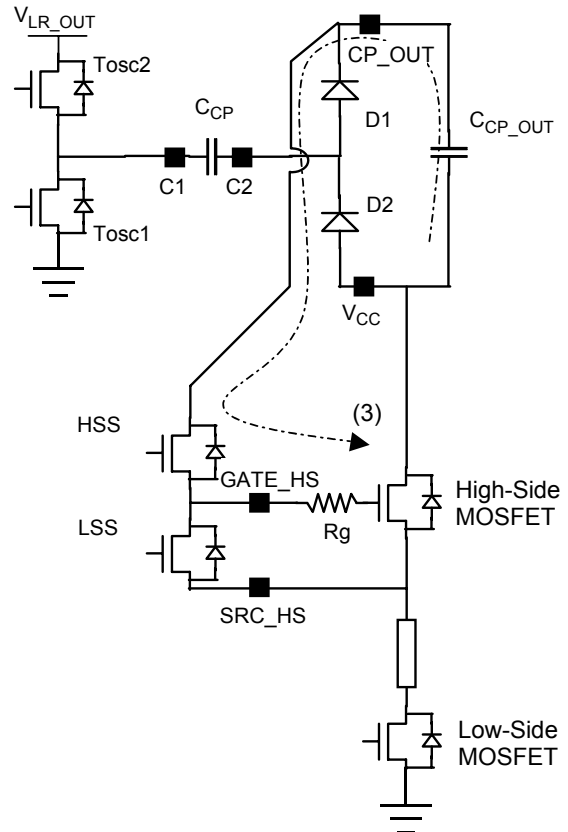 V_LR_OUT
Tosc2
CP_OUT
C_CP
D1
C_CP_OUT
C1
C2
D2
Tosc1
V_CC
HSS
(3)
GATE_HS
High-Side
MOSFET
LSS
Rg
SRC_HS
Low-Side
MOSFET